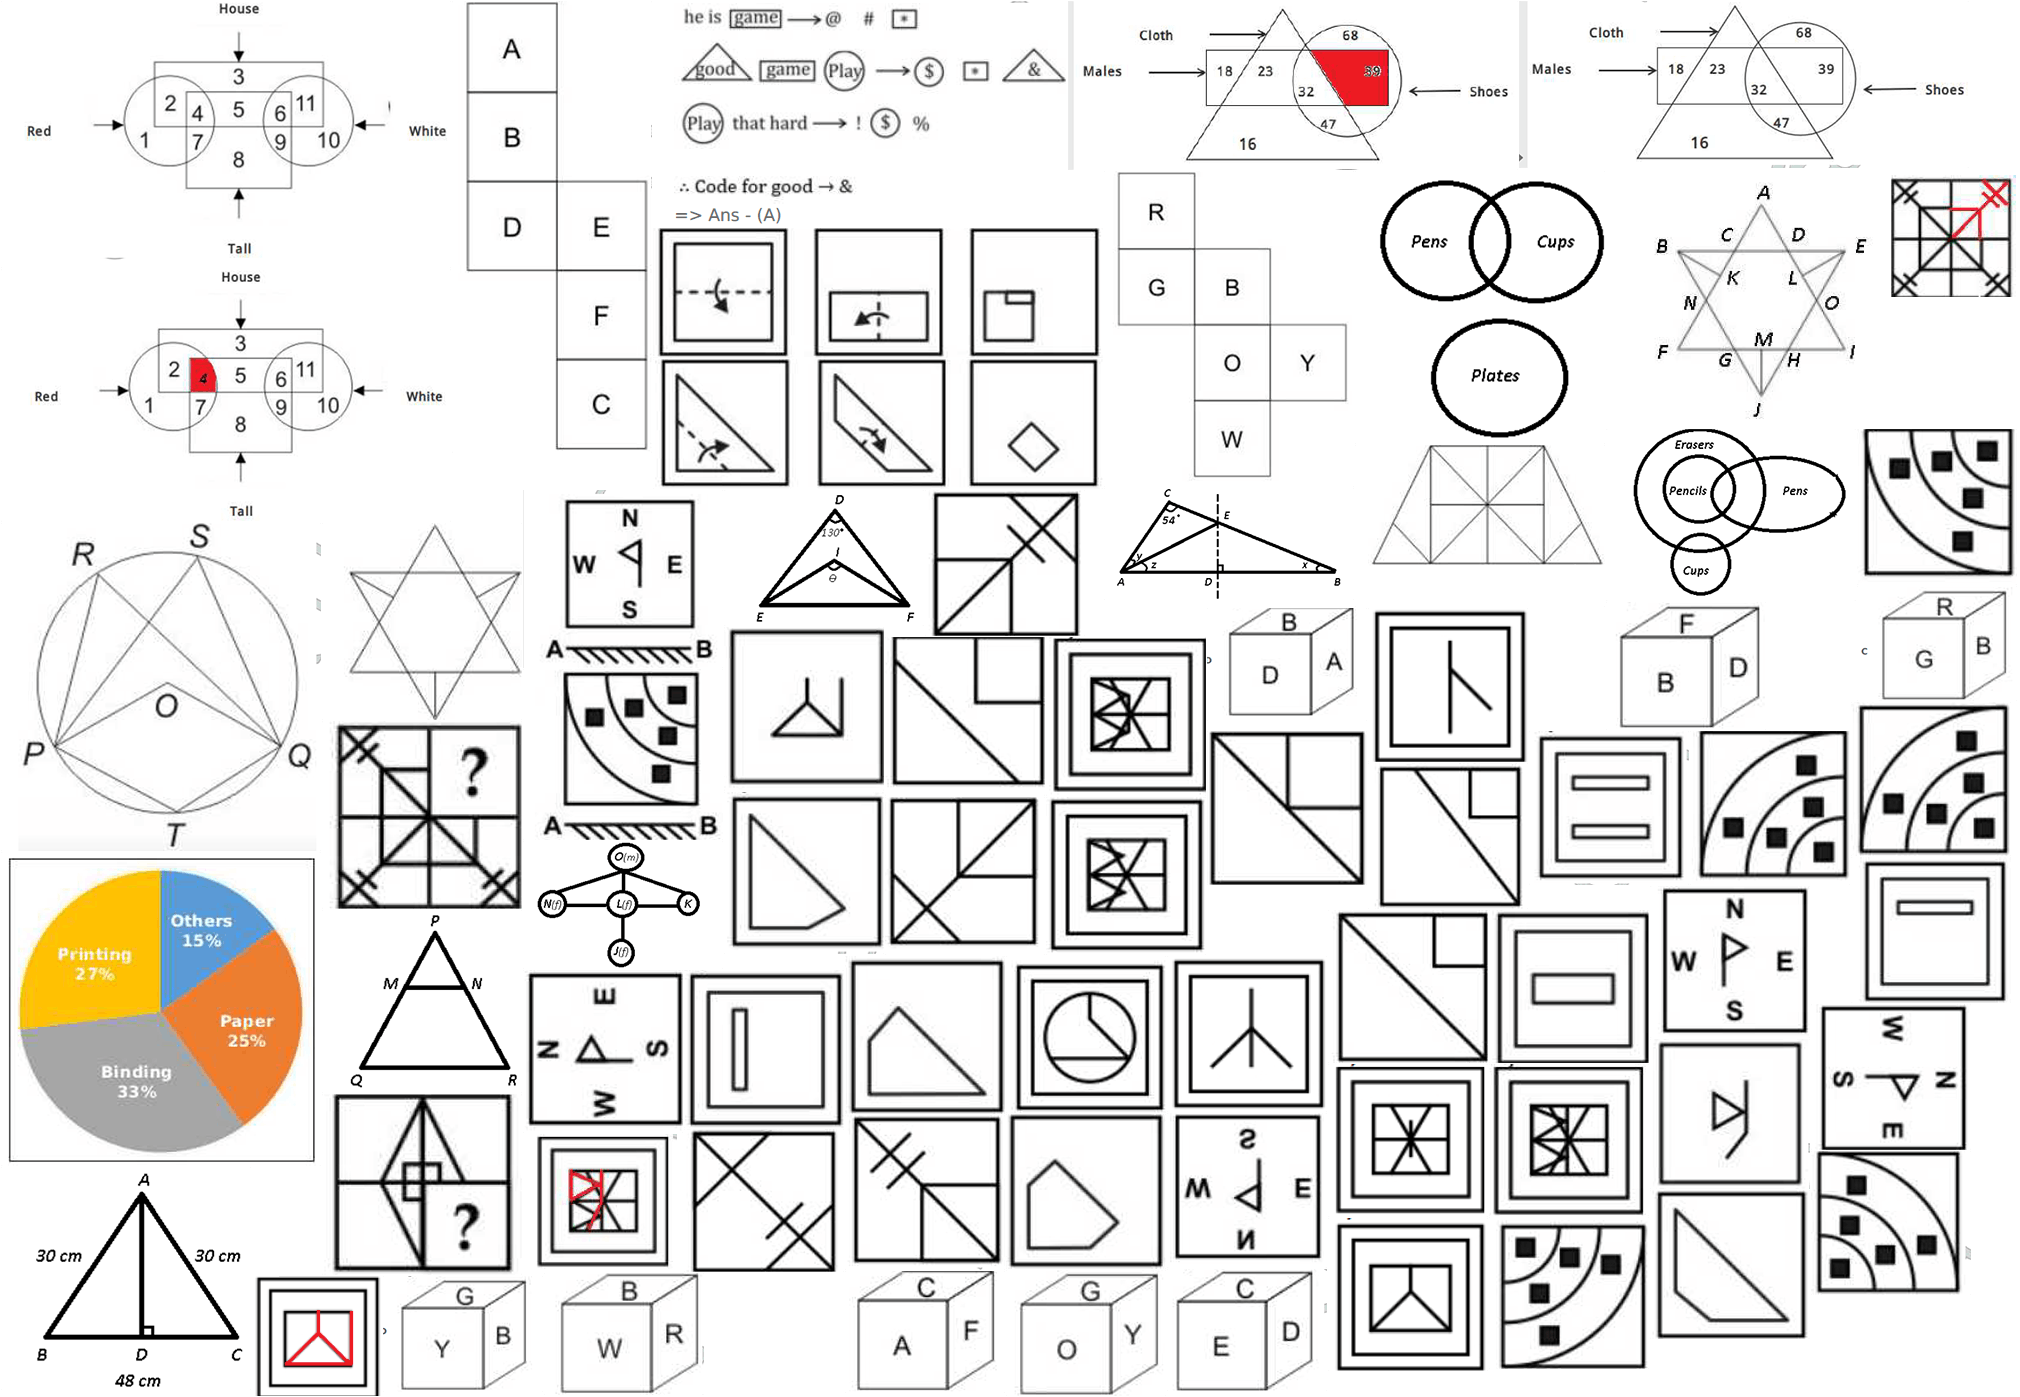 House
3
2
4
5
6
11
Red
White
1
7
8
9
10
Tall
House
3
2
4
5
6
11
Red
White
1
7
8
9
10
Tall
A
B
D
E
F
C
he is game → @ # *
good game Play → $ * &
Play that hard → ! $ %
∴ Code for good → &
=> Ans - (A)
Cloth
68
Males
18
23
39
32
Shoes
47
16
Cloth
68
Males
18
23
39
32
Shoes
47
16
R
G
B
O
Y
W
Pens
Cups
Plates
A
B
C
D
E
K
L
N
O
F
G
M
H
I
J
Erasers
Pencils
Pens
Cups
R
S
O
P
Q
T
N
W
E
S
D
130°
I
θ
E
F
C
54°
E
y
z
x
A
D
B
B
D
A
F
B
D
R
G
B
A
B
A
B
?
O(m)
N(f)
L(f)
K
J(f)
Others
15%
Printing
27%
Paper
25%
Binding
33%
P
M
N
Q
R
E
N
S
W
N
W
E
S
W
S
N
E
?
S
W
E
N
A
30 cm
30 cm
B
D
C
48 cm
G
Y
B
B
W
R
C
A
F
G
O
Y
C
E
D